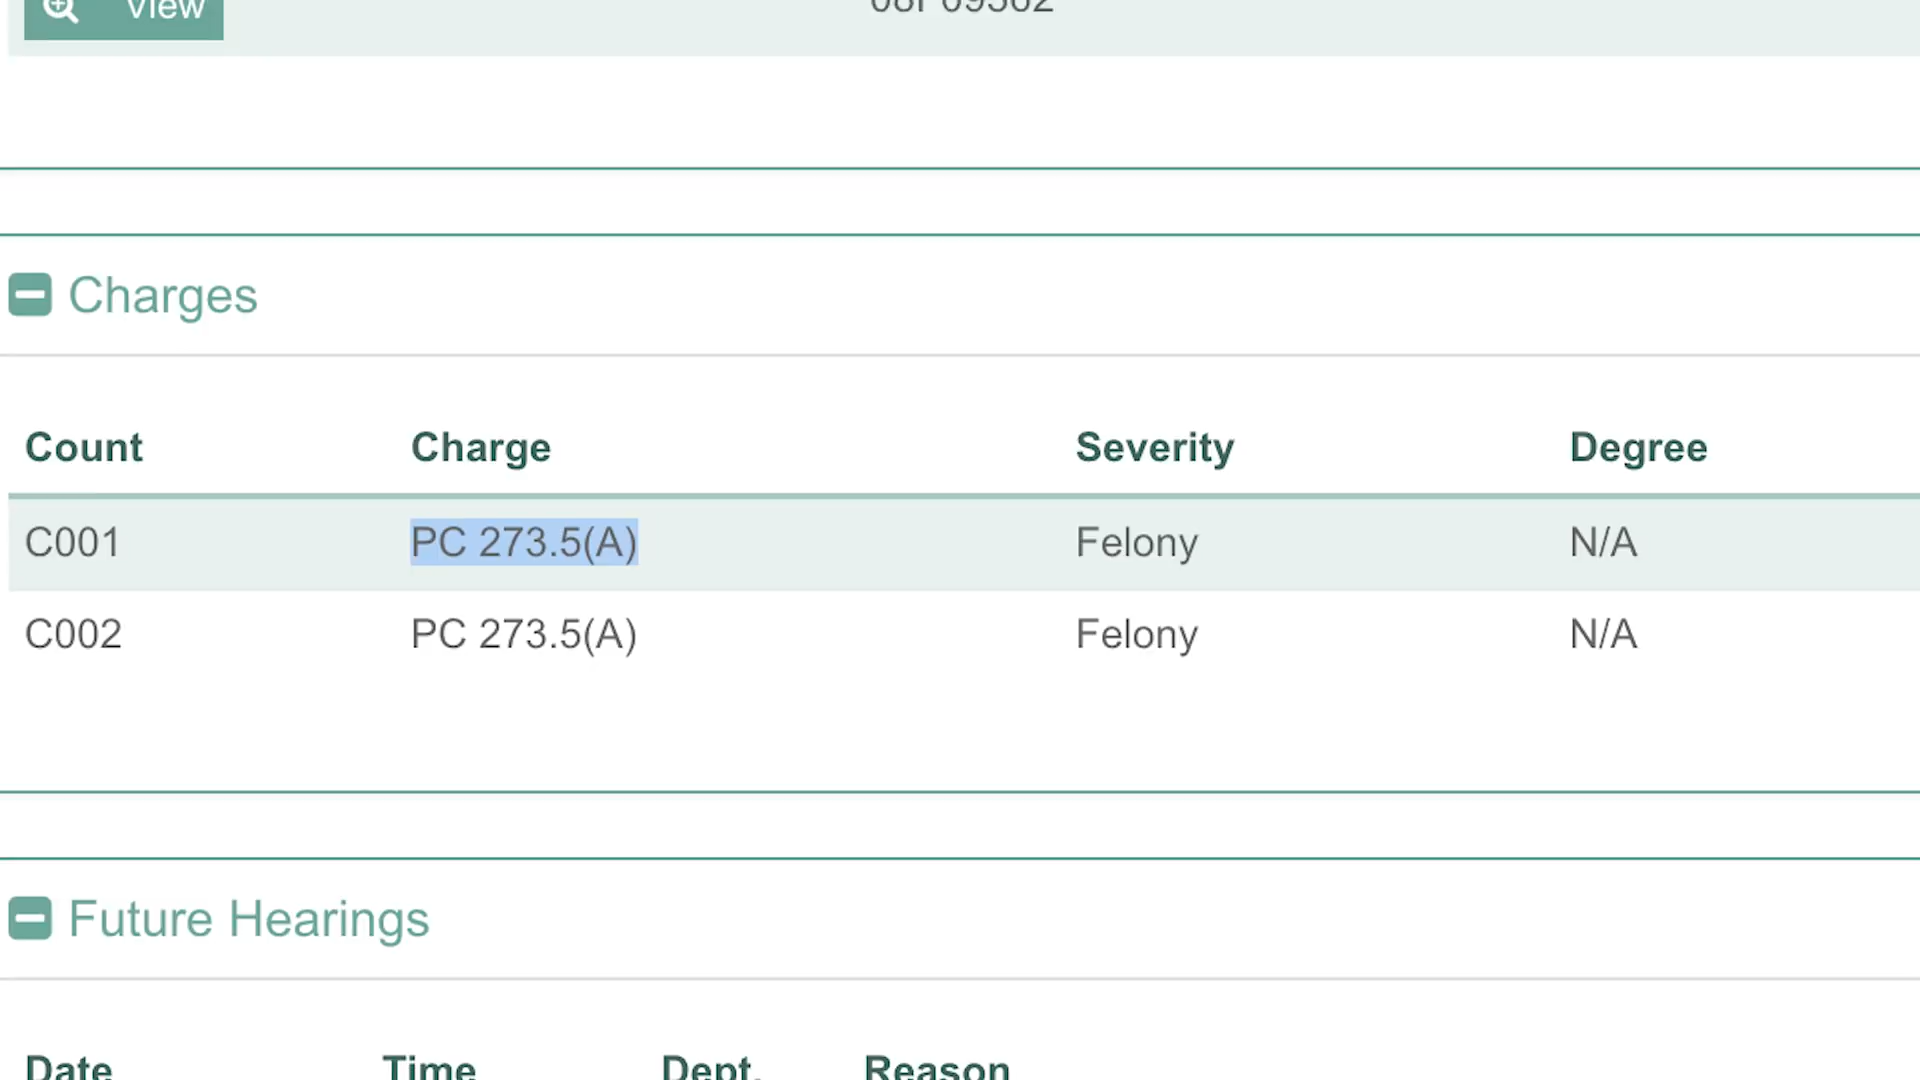 View
08F09562
Charges
Count Charge Severity Degree
C001 PC 273.5(A) Felony N/A
C002 PC 273.5(A) Felony N/A
Future Hearings
Date Time Dept. Reason